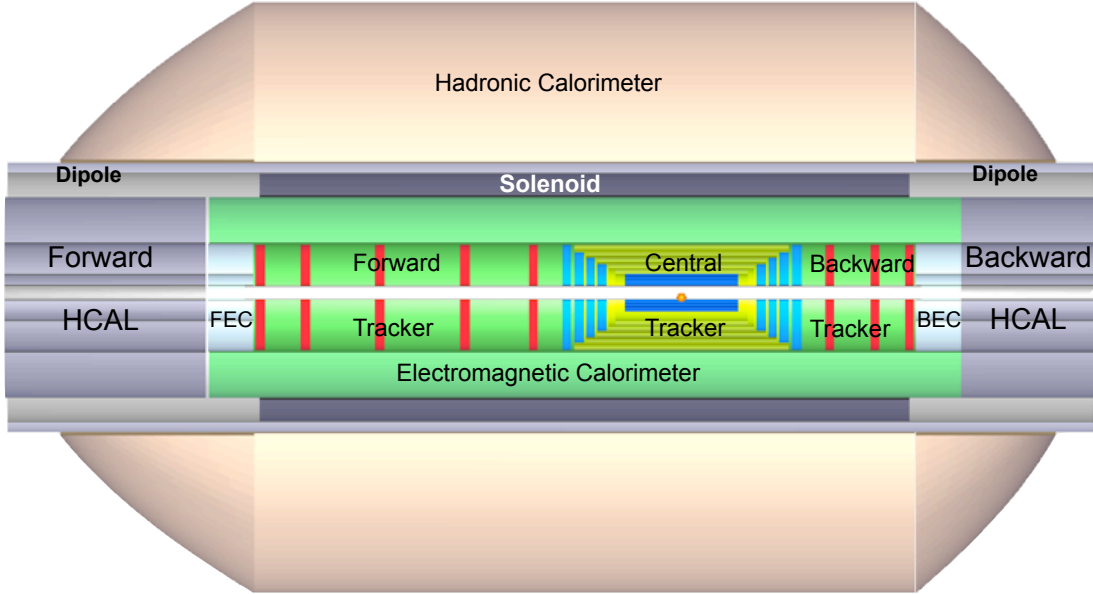 Hadronic Calorimeter
Dipole
Solenoid
Dipole
Forward
Forward
Central
Backward
Backward
HCAL
FEC
Tracker
Tracker
Tracker
BEC
HCAL
Electromagnetic Calorimeter